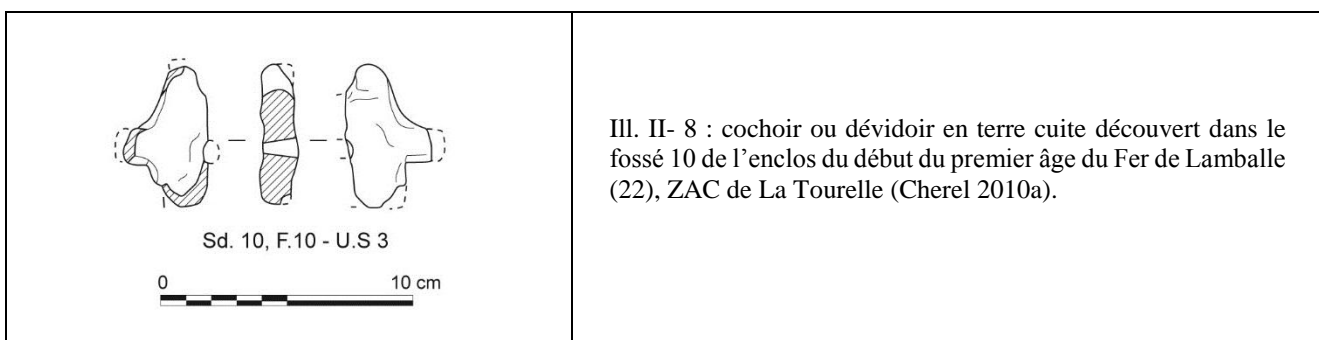 Sd. 10, F.10 - U.S 3
0 10 cm
Ill. II- 8 : cochoir ou dévidoir en terre cuite découvert dans le
fossé 10 de l’enclos du début du premier âge du Fer de Lamballe
(22), ZAC de La Tourelle (Cherel 2010a).